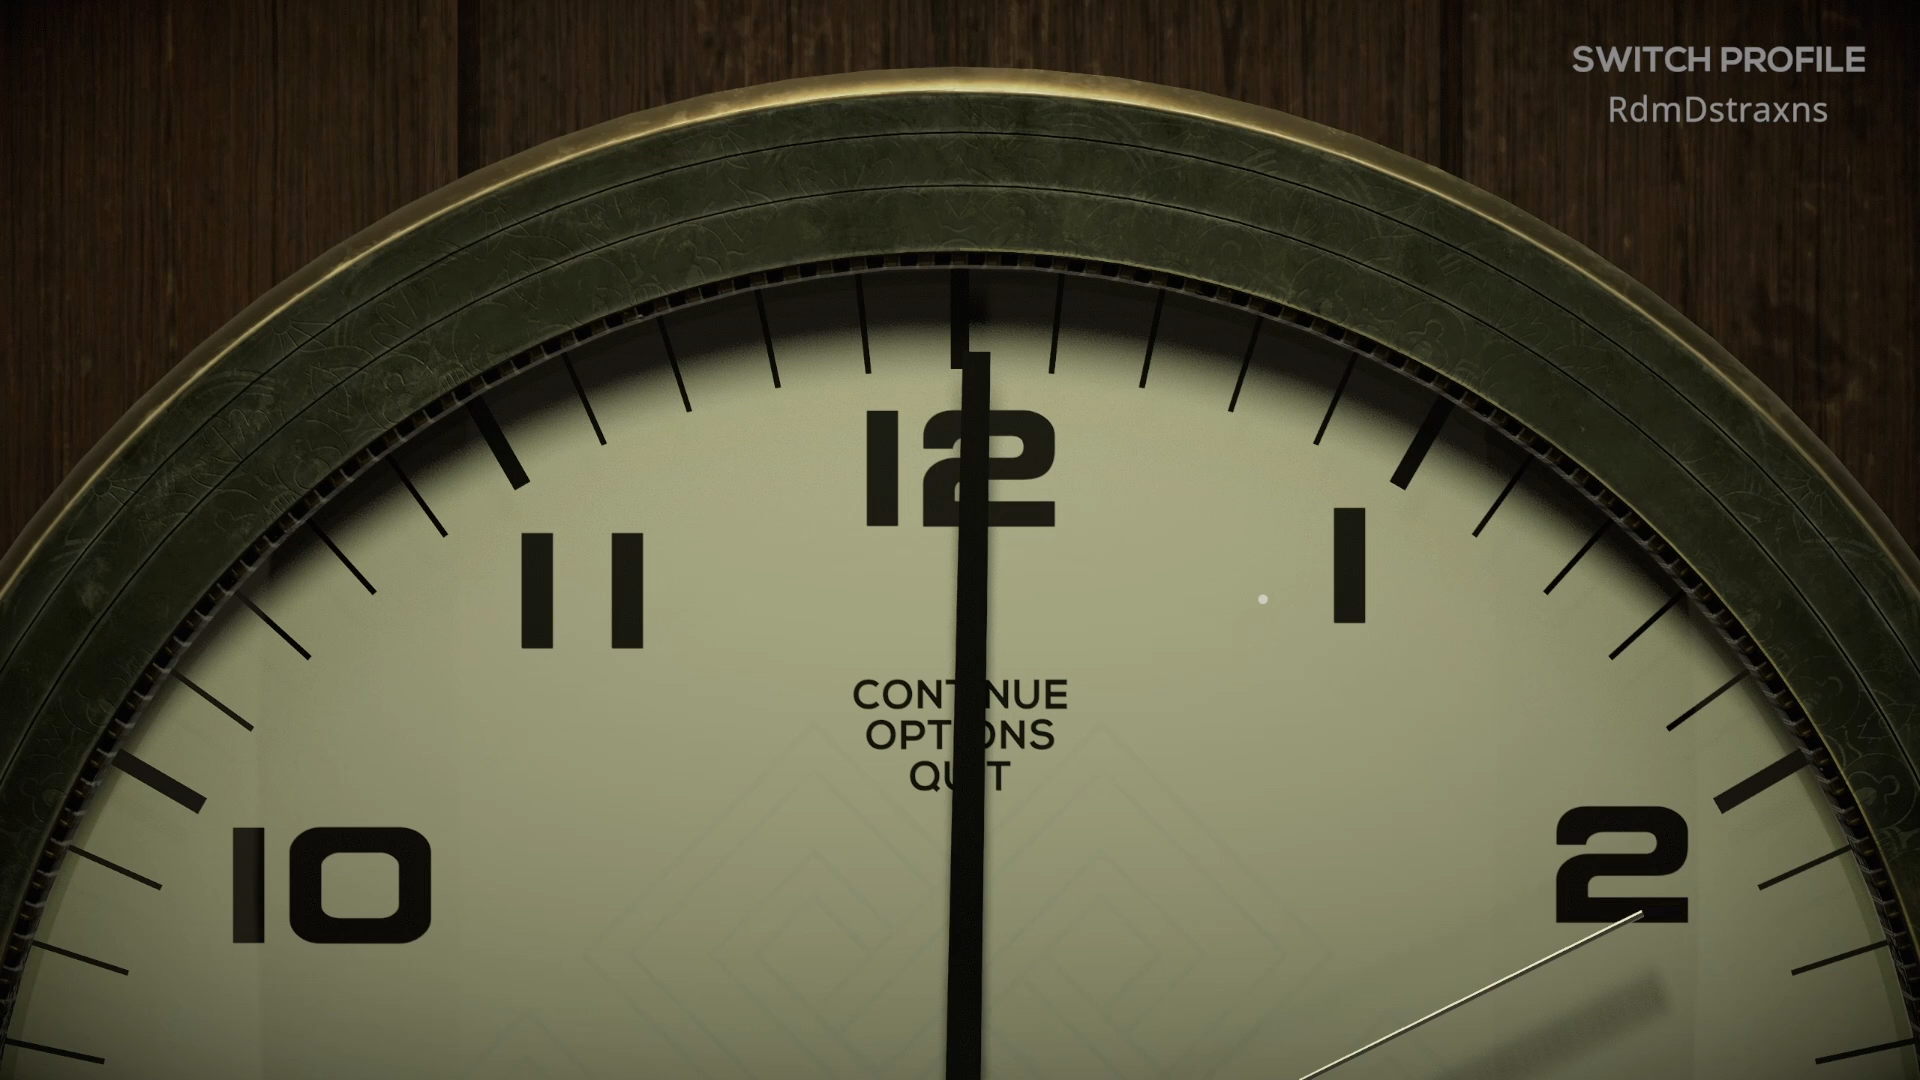 SWITCH PROFILE
RdmDstraxns
12
11
1
CONTINUE
OPTIONS
QUIT
10
2